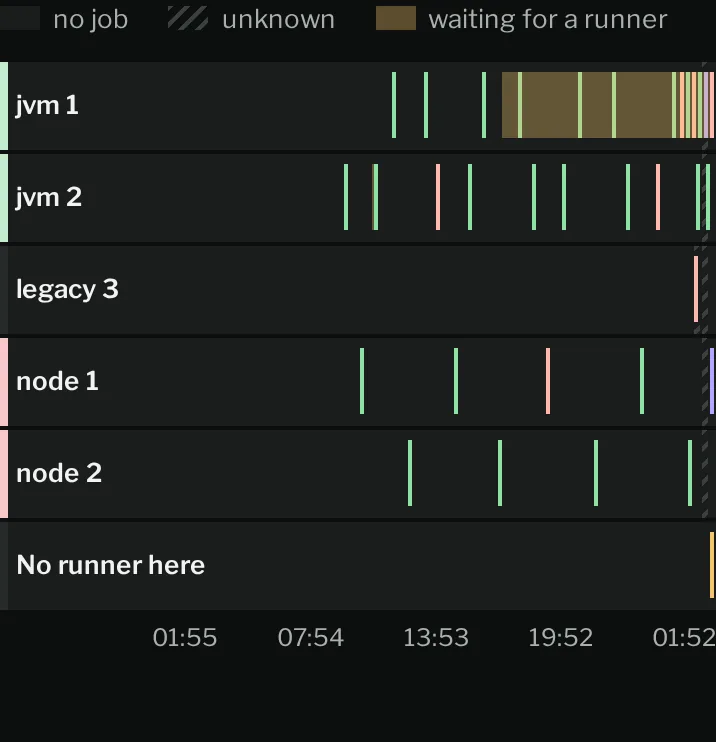 no job unknown waiting for a runner
jvm 1
jvm 2
legacy 3
node 1
node 2
No runner here
01:55 07:54 13:53 19:52 01:52